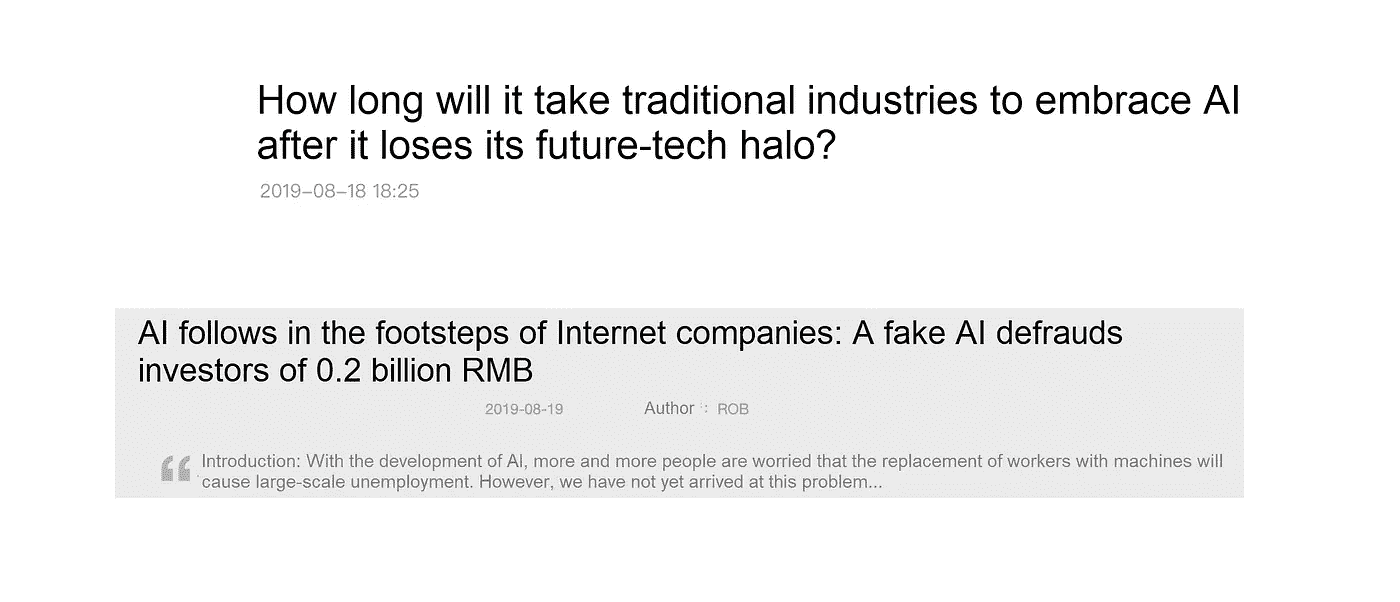 How long will it take traditional industries to embrace AI
after it loses its future-tech halo?
2019–08–18 18:25
AI follows in the footsteps of Internet companies: A fake AI defrauds
investors of 0.2 billion RMB
2019-08-19 Author : ROB
“ Introduction: With the development of AI, more and more people are worried that the replacement of workers with machines will
cause large-scale unemployment. However, we have not yet arrived at this problem...